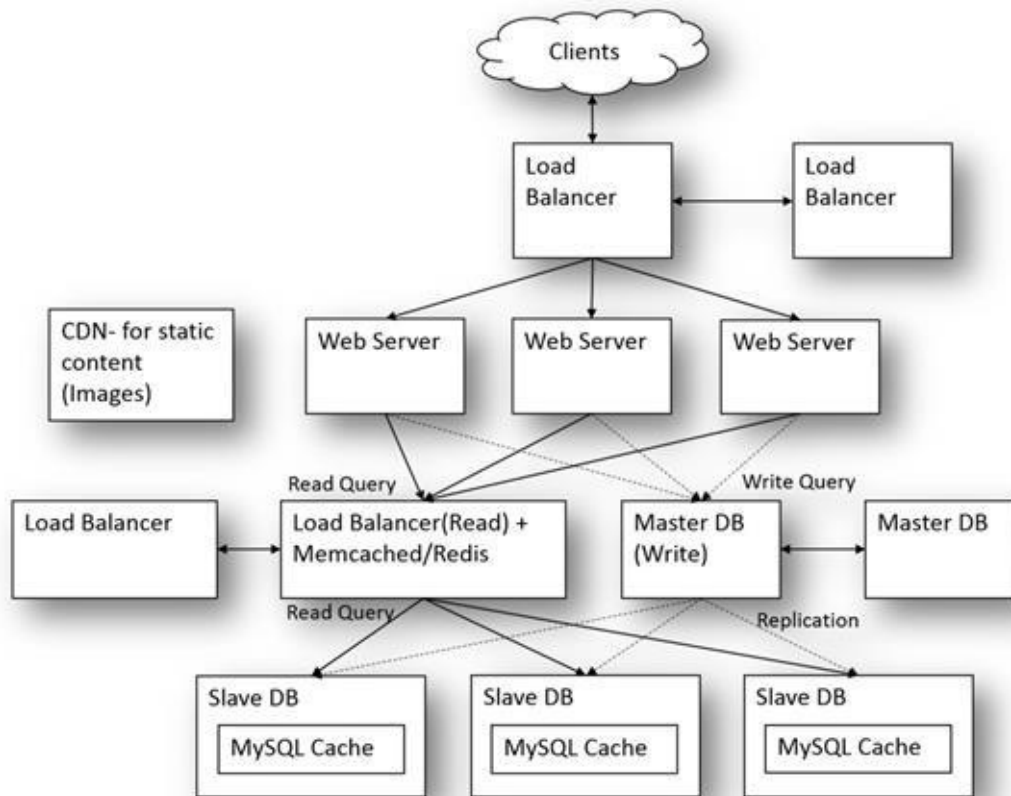 Clients
Load
Balancer
Load
Balancer
CDN- for static
content
(Images)
Web Server
Web Server
Web Server
Read Query
Write Query
Load Balancer
Load Balancer(Read) +
Memcached/Redis
Master DB
(Write)
Master DB
Read Query
Replication
Slave DB
MySQL Cache
Slave DB
MySQL Cache
Slave DB
MySQL Cache